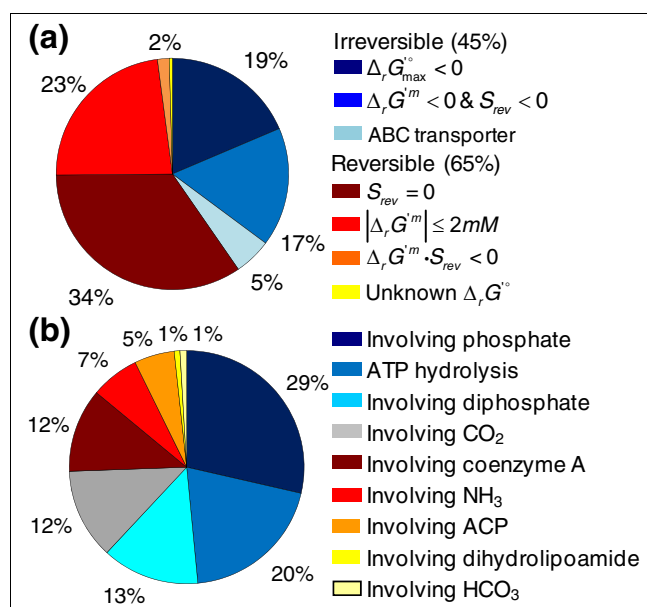 (a)
2%
19%
23%
17%
5%
34%
Irreversible (45%)
Δ_rG'°_max < 0
Δ_rG'^m < 0 & S_rev < 0
ABC transporter
Reversible (65%)
S_rev = 0
|Δ_rG'^m| ≤ 2mM
Δ_rG'^m • S_rev < 0
Unknown Δ_rG'°
(b)
5%
1%
1%
7%
29%
12%
12%
13%
20%
Involving phosphate
ATP hydrolysis
Involving diphosphate
Involving CO₂
Involving coenzyme A
Involving NH₃
Involving ACP
Involving dihydrolipoamide
Involving HCO₃